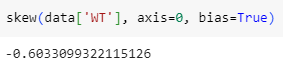 skew(data['WT'], axis=0, bias=True)
-0.6033099322115126